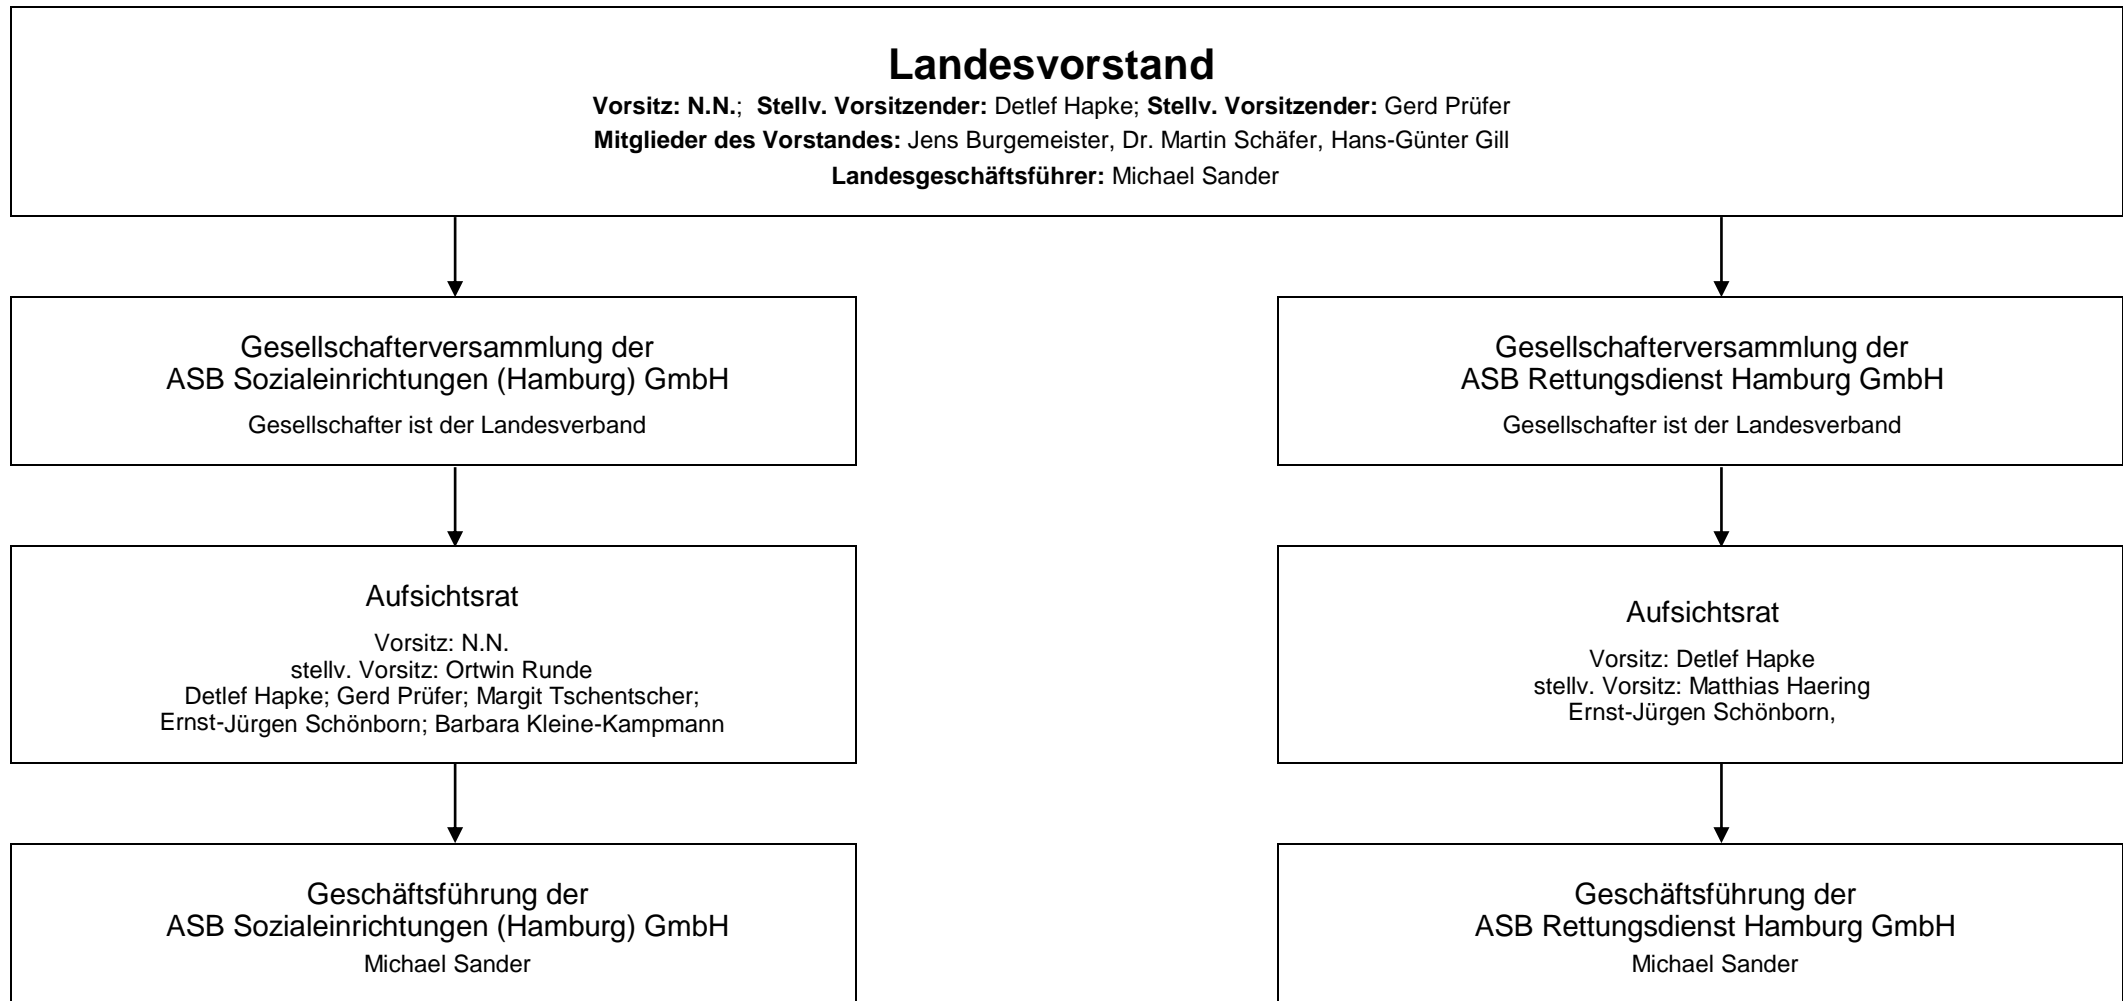 Landesvorstand
Vorsitz: N.N.; Stellv. Vorsitzender: Detlef Hapke; Stellv. Vorsitzender: Gerd Prüfer
Mitglieder des Vorstandes: Jens Burgemeister, Dr. Martin Schäfer, Hans-Günter Gill
Landesgeschäftsführer: Michael Sander
Gesellschafterversammlung der
ASB Sozialeinrichtungen (Hamburg) GmbH
Gesellschafter ist der Landesverband
Gesellschafterversammlung der
ASB Rettungsdienst Hamburg GmbH
Gesellschafter ist der Landesverband
Aufsichtsrat
Vorsitz: N.N.
stellv. Vorsitz: Ortwin Runde
Detlef Hapke; Gerd Prüfer; Margit Tschentscher;
Ernst-Jürgen Schönborn; Barbara Kleine-Kampmann
Aufsichtsrat
Vorsitz: Detlef Hapke
stellv. Vorsitz: Matthias Haering
Ernst-Jürgen Schönborn,
Geschäftsführung der
ASB Sozialeinrichtungen (Hamburg) GmbH
Michael Sander
Geschäftsführung der
ASB Rettungsdienst Hamburg GmbH
Michael Sander